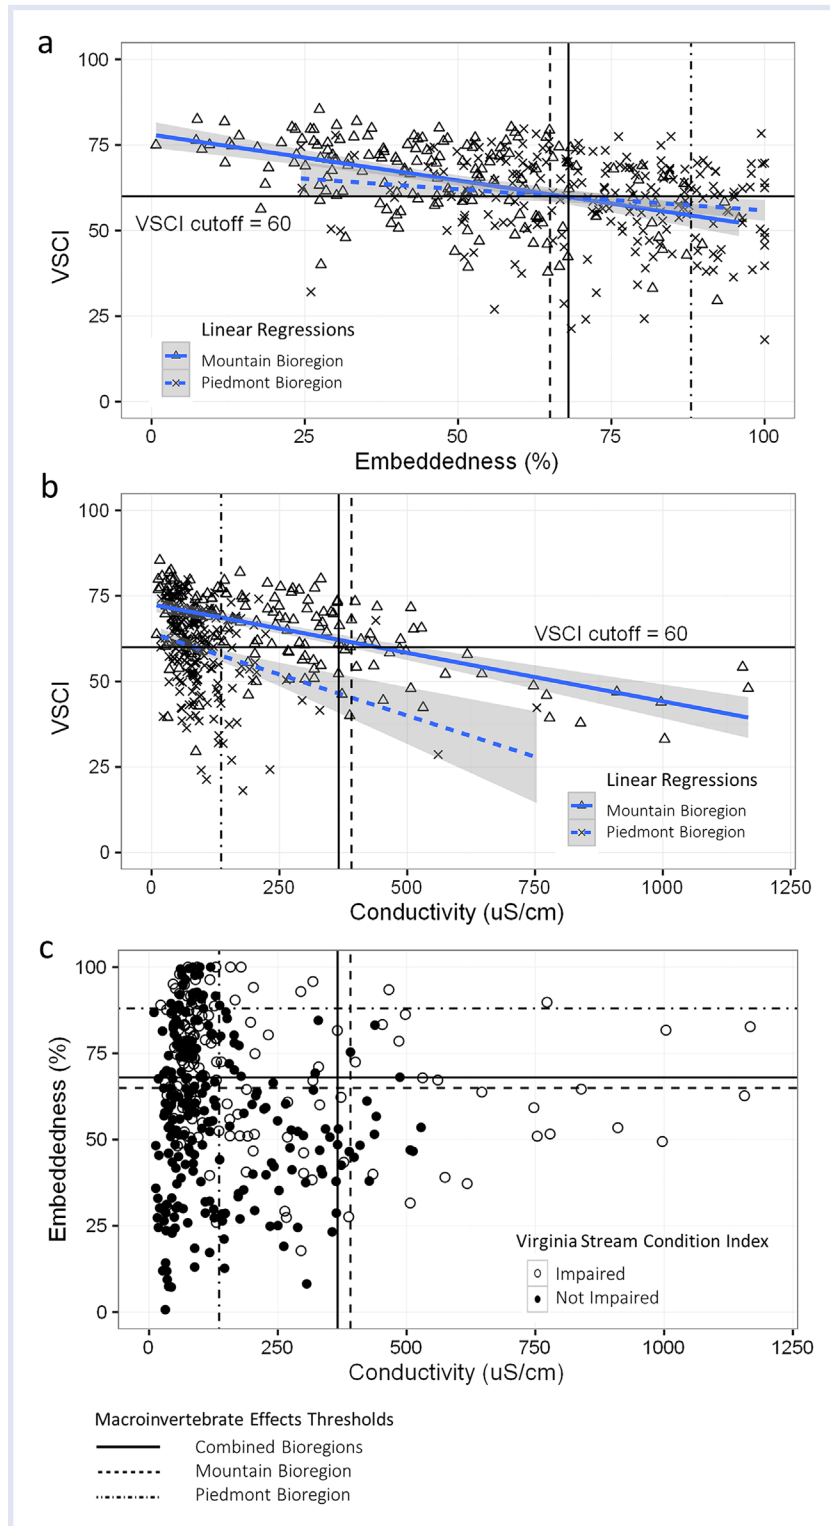 a
100
75
50
25
0
VSCI
VSCI cutoff = 60
Linear Regressions
Mountain Bioregion
Piedmont Bioregion
0 25 50 75 100
Embeddedness (%)
b
100
75
50
25
0
VSCI
VSCI cutoff = 60
Linear Regressions
Mountain Bioregion
Piedmont Bioregion
0 250 500 750 1000 1250
Conductivity (uS/cm)
c
100
75
50
25
0
Embeddedness (%)
Virginia Stream Condition Index
Impaired
Not Impaired
0 250 500 750 1000 1250
Conductivity (uS/cm)
Macroinvertebrate Effects Thresholds
Combined Bioregions
Mountain Bioregion
Piedmont Bioregion